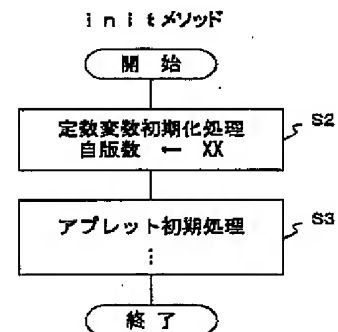 initメソッド
開 始
定数変数初期化処理
自版数 ← XX
S2
アプレット初期処理
⋮
S3
終 了